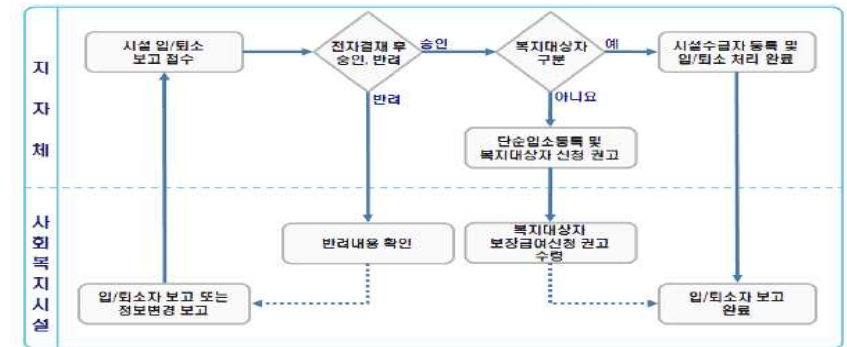 지
자
체
시설 입/퇴소
보고 접수
전자결재 후
승인, 반려
승인
반려
복지대상자
구분
예
아니요
시설수급자 등록 및
입/퇴소 처리 완료
단순입소등록 및
복지대상자 신청 권고
사
회
복
지
시
설
반려내용 확인
복지대상자
보장급여신청 권고
수령
입/퇴소자 보고 또는
정보변경 보고
입/퇴소자 보고
완료